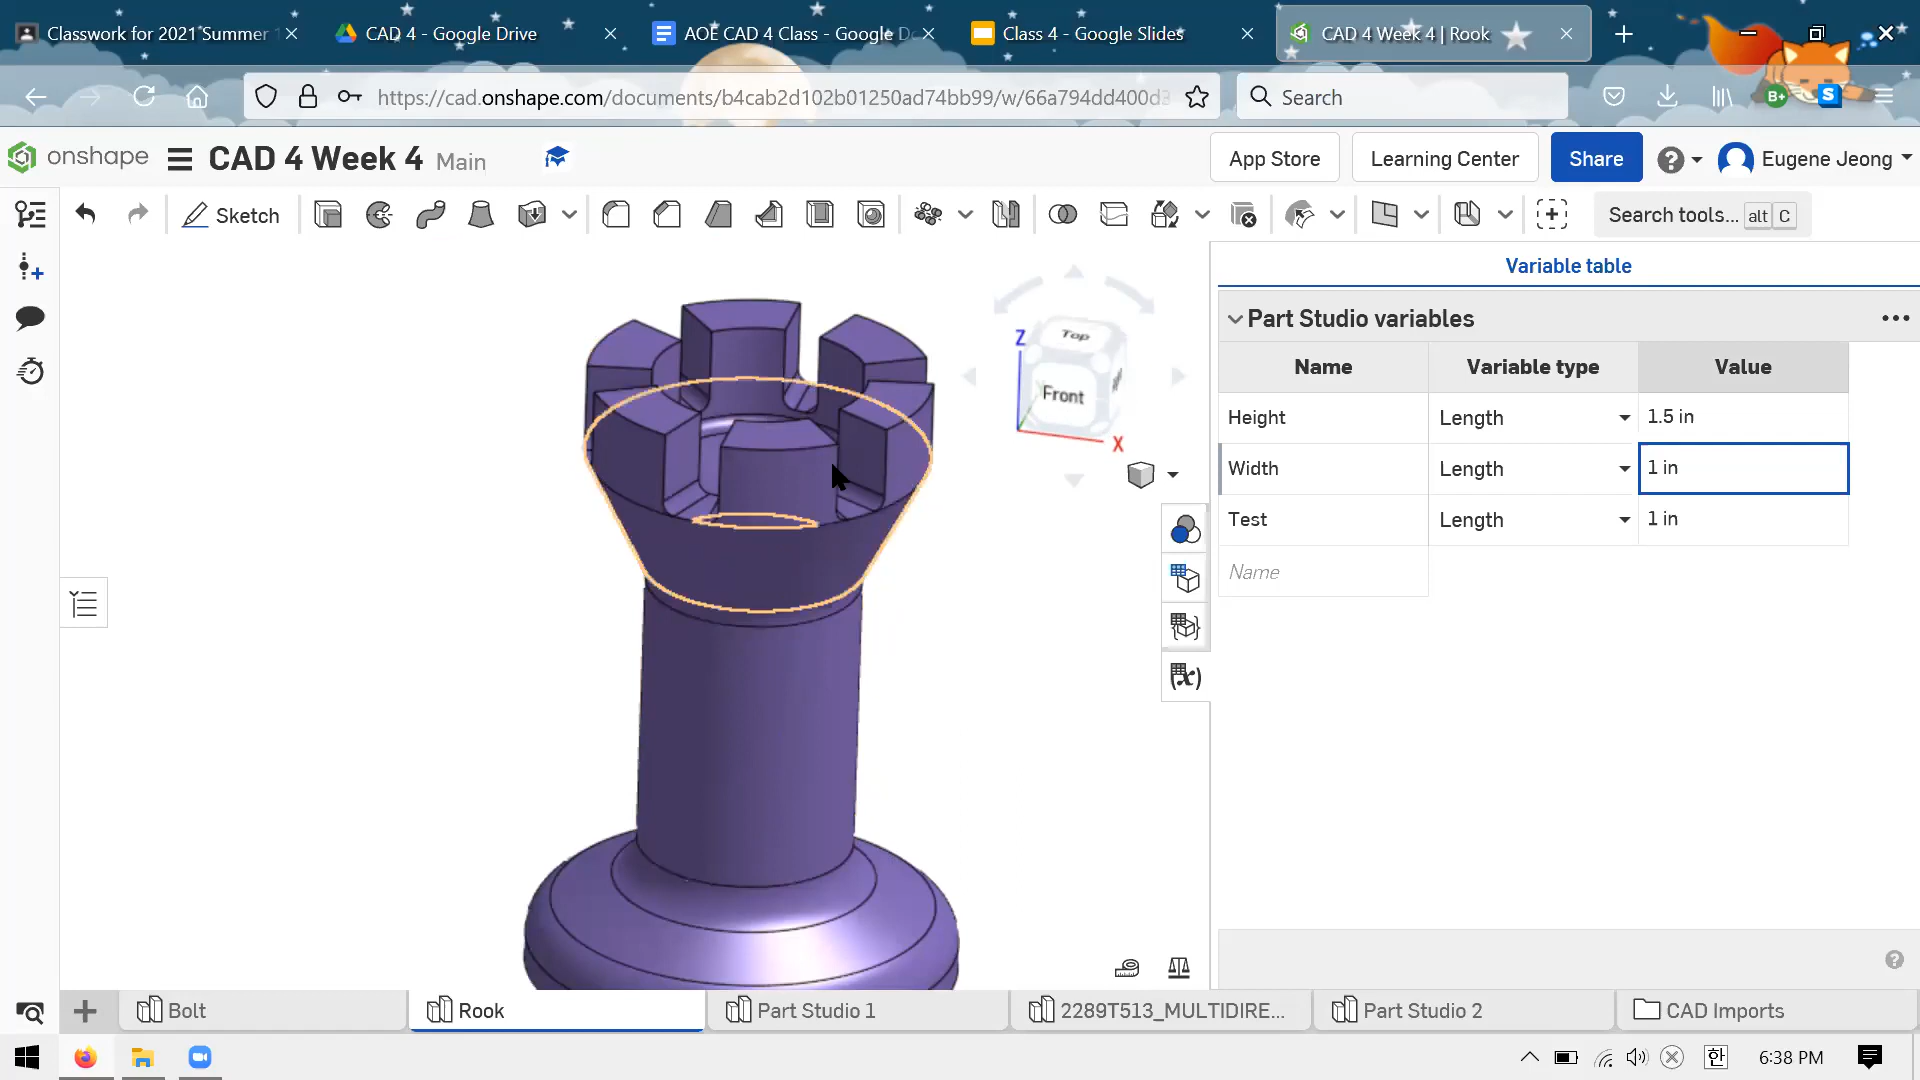 Classwork for 2021 Summer
CAD 4 - Google Drive
AOE CAD 4 Class - Google Do
Class 4 - Google Slides
CAD 4 Week 4 | Rook
https://cad.onshape.com/documents/b4cab2d102b01250ad74bb99/w/66a794dd400d3
Search
B+
S
onshape
CAD 4 Week 4 Main
App Store
Learning Center
Share
Eugene Jeong
Sketch
Search tools... alt C
Variable table
Part Studio variables
Name Variable type Value
Height Length 1.5 in
Width Length 1 in
Test Length 1 in
Name
Z
Top
Front
X
(x)
Bolt
Rook
Part Studio 1
2289T513_MULTIDIRE...
Part Studio 2
CAD Imports
한
6:38 PM